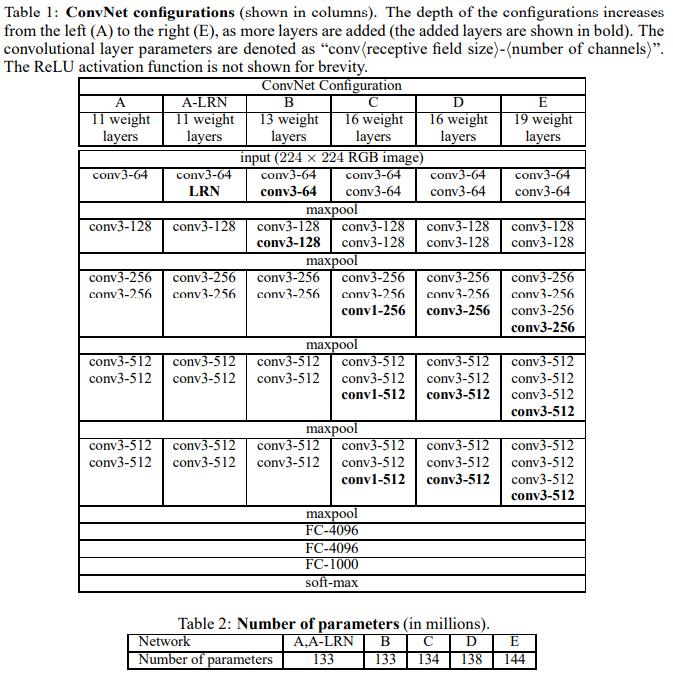 Table 1: ConvNet configurations (shown in columns). The depth of the configurations increases
from the left (A) to the right (E), as more layers are added (the added layers are shown in bold). The
convolutional layer parameters are denoted as “conv⟨receptive field size⟩-⟨number of channels⟩”.
The ReLU activation function is not shown for brevity.
ConvNet Configuration
A A-LRN B C D E
11 weight 11 weight 13 weight 16 weight 16 weight 19 weight
layers layers layers layers layers layers
input (224 × 224 RGB image)
conv3-64 conv3-64 conv3-64 conv3-64 conv3-64 conv3-64
LRN conv3-64 conv3-64 conv3-64 conv3-64
maxpool
conv3-128 conv3-128 conv3-128 conv3-128 conv3-128 conv3-128
conv3-128 conv3-128 conv3-128 conv3-128
maxpool
conv3-256 conv3-256 conv3-256 conv3-256 conv3-256 conv3-256
conv3-256 conv3-256 conv3-256 conv3-256 conv3-256 conv3-256
conv1-256 conv3-256 conv3-256
conv3-256
maxpool
conv3-512 conv3-512 conv3-512 conv3-512 conv3-512 conv3-512
conv3-512 conv3-512 conv3-512 conv3-512 conv3-512 conv3-512
conv1-512 conv3-512 conv3-512
conv3-512
maxpool
conv3-512 conv3-512 conv3-512 conv3-512 conv3-512 conv3-512
conv3-512 conv3-512 conv3-512 conv3-512 conv3-512 conv3-512
conv1-512 conv3-512 conv3-512
conv3-512
maxpool
FC-4096
FC-4096
FC-1000
soft-max
Table 2: Number of parameters (in millions).
Network A,A-LRN B C D E
Number of parameters 133 133 134 138 144